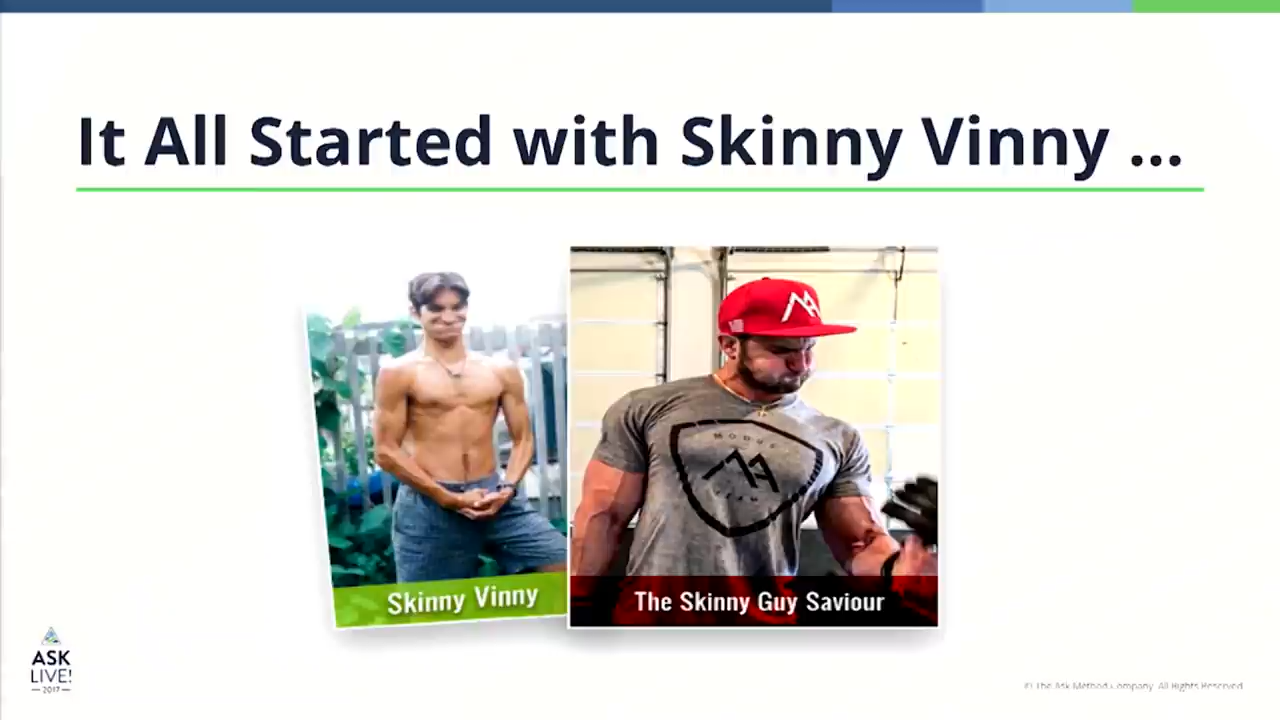 It All Started with Skinny Vinny ...
MODUS
Skinny Vinny
The Skinny Guy Saviour
ASK
LIVE!
2017
© The Ask Method Company. All Rights Reserved.